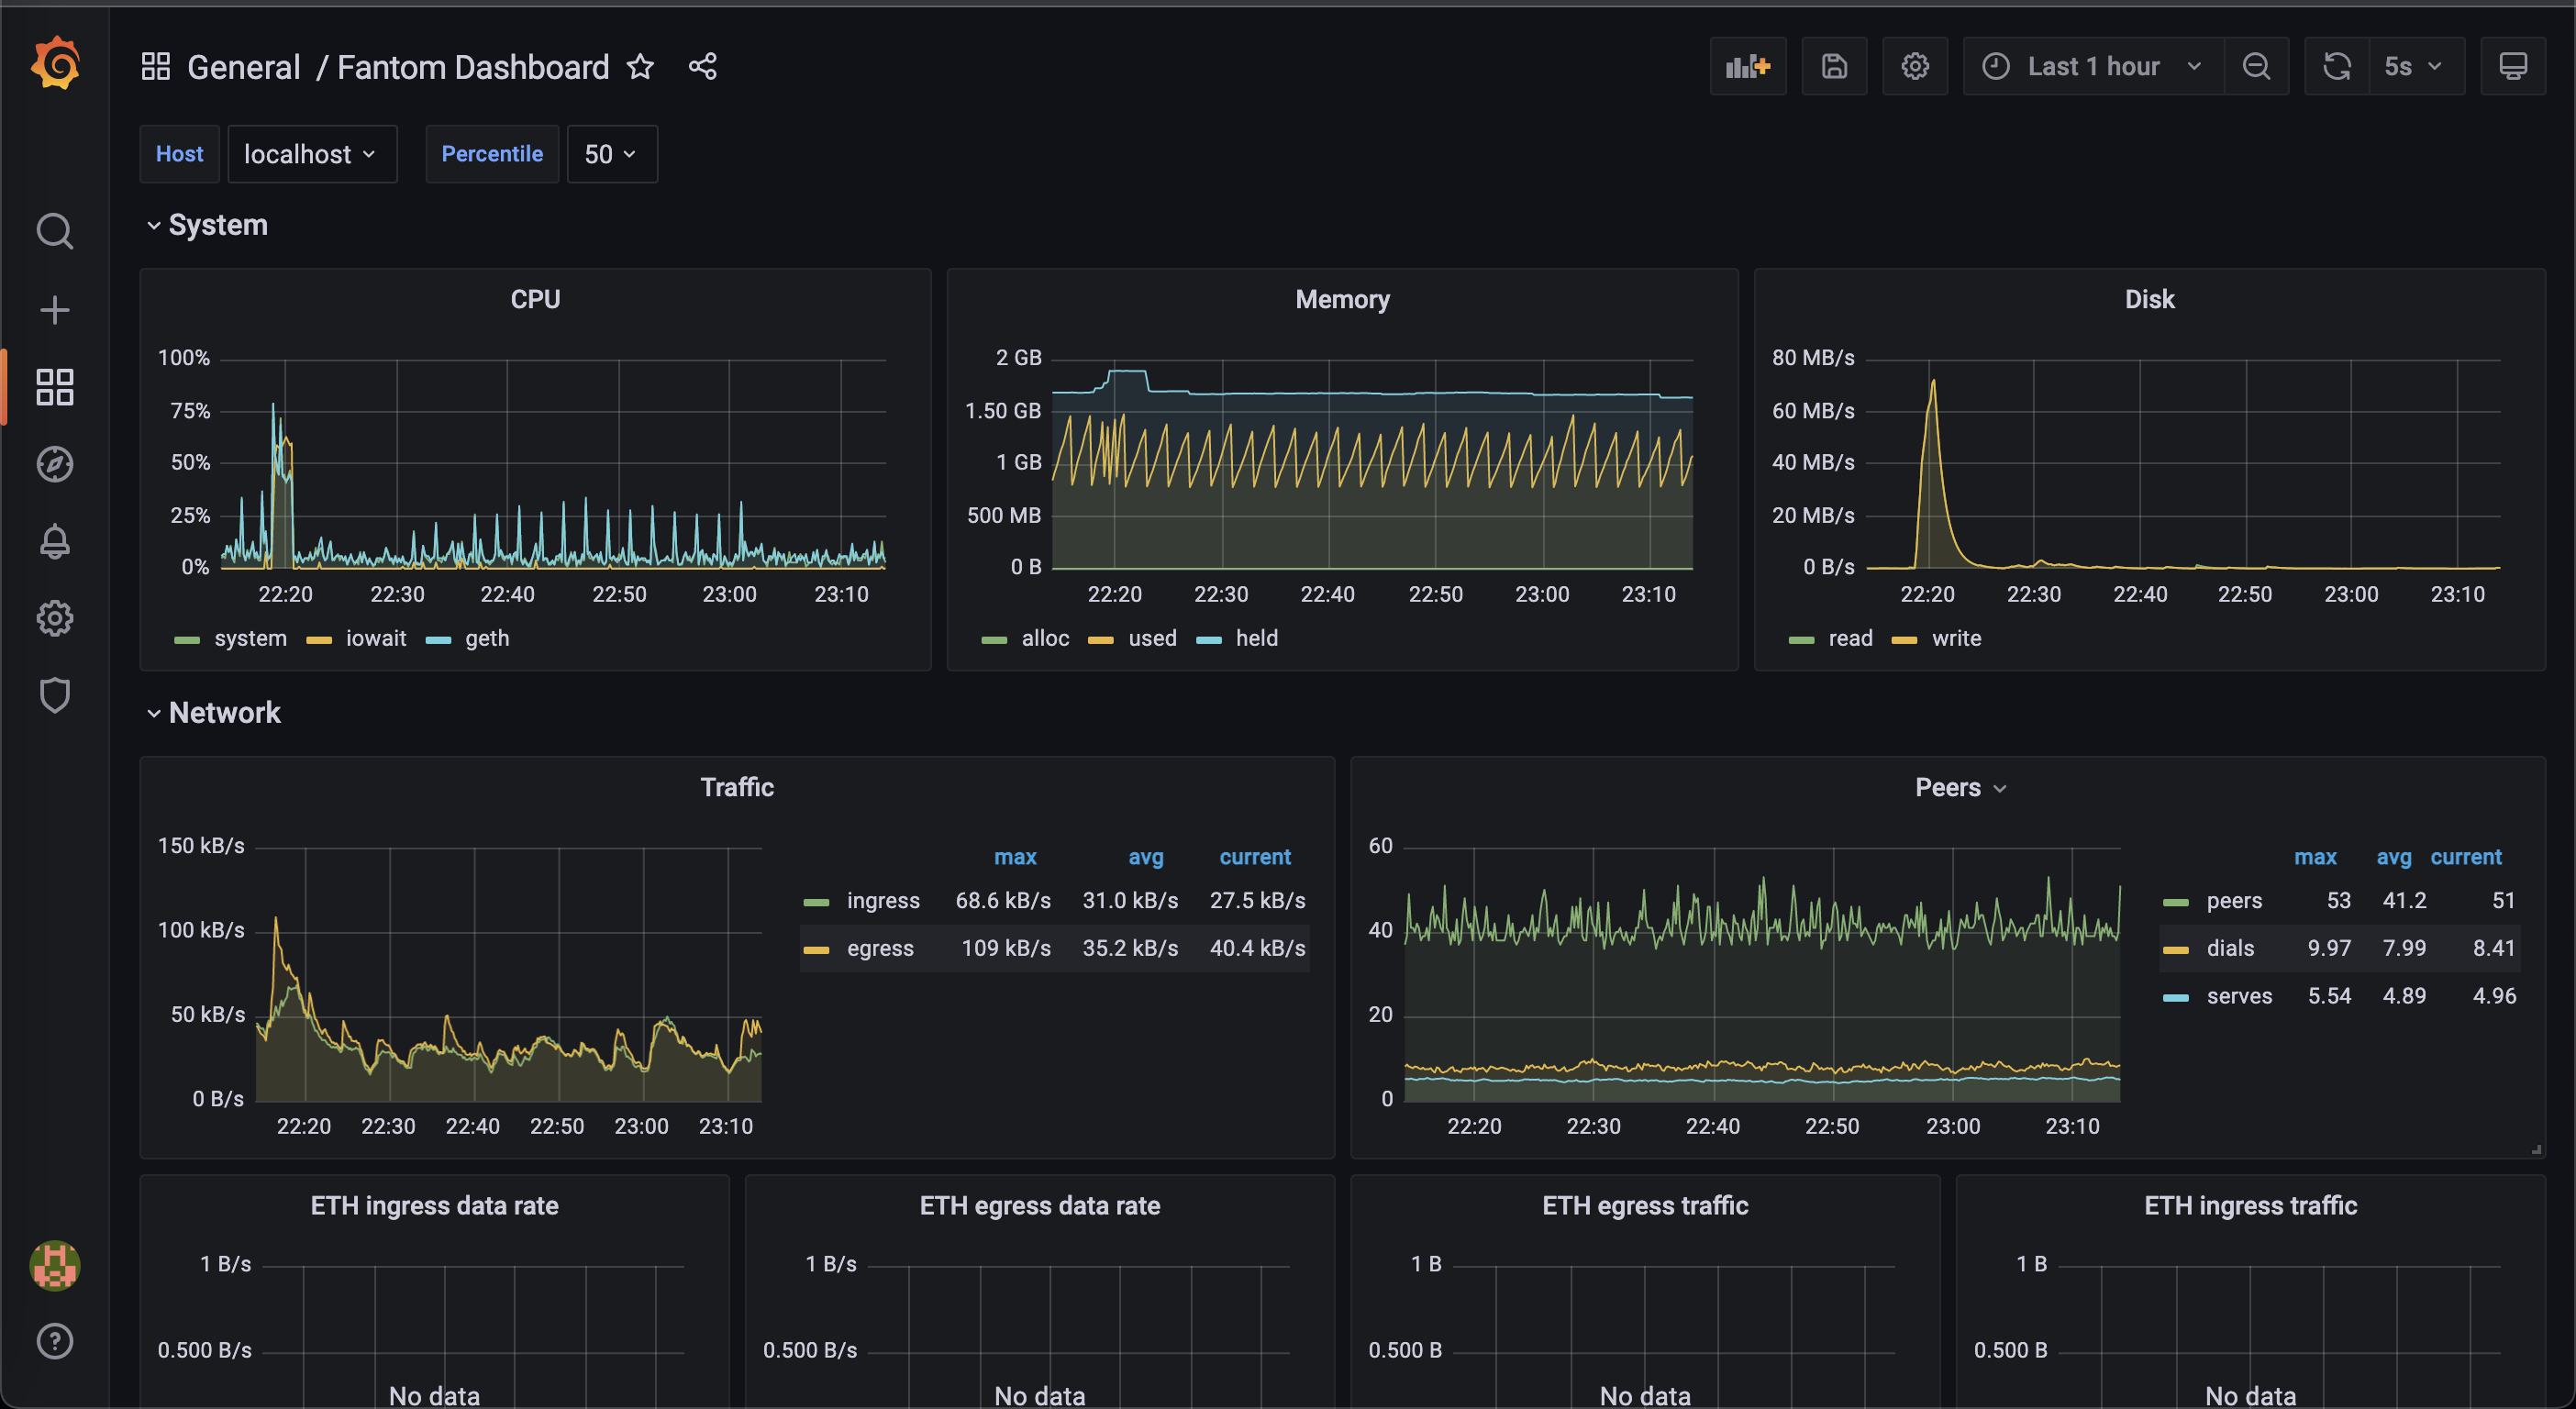 General / Fantom Dashboard
Last 1 hour
5s
Host localhost Percentile 50
System
CPU
100%
75%
50%
25%
0%
22:20 22:30 22:40 22:50 23:00 23:10
system iowait geth
Memory
2 GB
1.50 GB
1 GB
500 MB
0 B
22:20 22:30 22:40 22:50 23:00 23:10
alloc used held
Disk
80 MB/s
60 MB/s
40 MB/s
20 MB/s
0 B/s
22:20 22:30 22:40 22:50 23:00 23:10
read write
Network
Traffic
150 kB/s
100 kB/s
50 kB/s
0 B/s
22:20 22:30 22:40 22:50 23:00 23:10
max avg current
ingress 68.6 kB/s 31.0 kB/s 27.5 kB/s
egress 109 kB/s 35.2 kB/s 40.4 kB/s
Peers
60
40
20
0
22:20 22:30 22:40 22:50 23:00 23:10
max avg current
peers 53 41.2 51
dials 9.97 7.99 8.41
serves 5.54 4.89 4.96
ETH ingress data rate
1 B/s
0.500 B/s
No data
ETH egress data rate
1 B/s
0.500 B/s
No data
ETH egress traffic
1 B
0.500 B
No data
ETH ingress traffic
1 B
0.500 B
No data